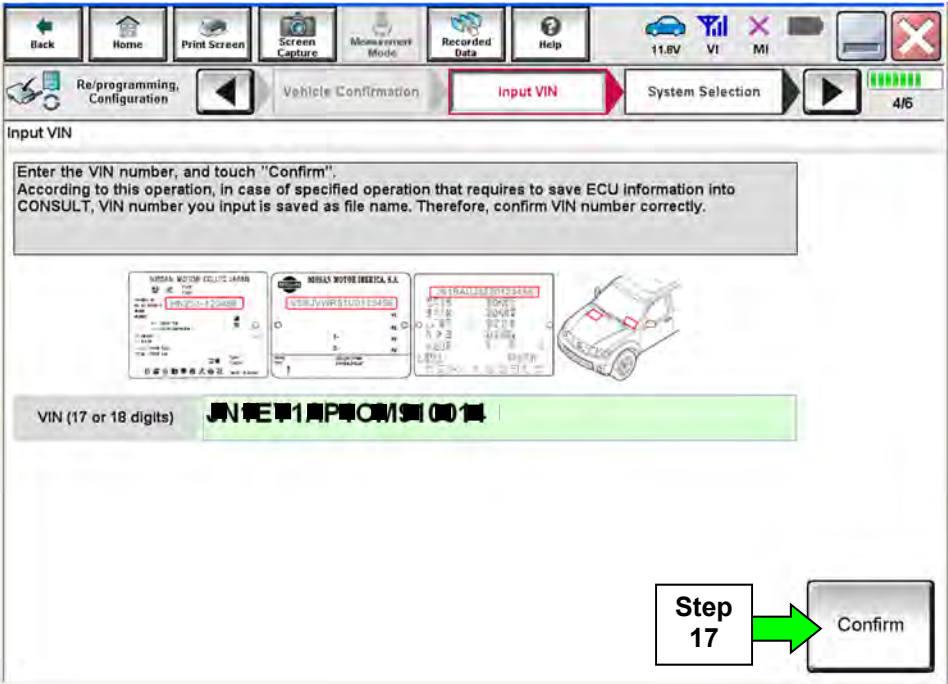 Back
Home
Print Screen
Screen Capture
Measurement Mode
Recorded Data
Help
11.8V
VI
MI
Re/programming, Configuration
Vehicle Confirmation
Input VIN
System Selection
4/6
Input VIN
Enter the VIN number, and touch "Confirm".
According to this operation, in case of specified operation that requires to save ECU information into
CONSULT, VIN number you input is saved as file name. Therefore, confirm VIN number correctly.
NISSAN MOTOR IBERICA, S.A.
VIN (17 or 18 digits)
Step
17
Confirm